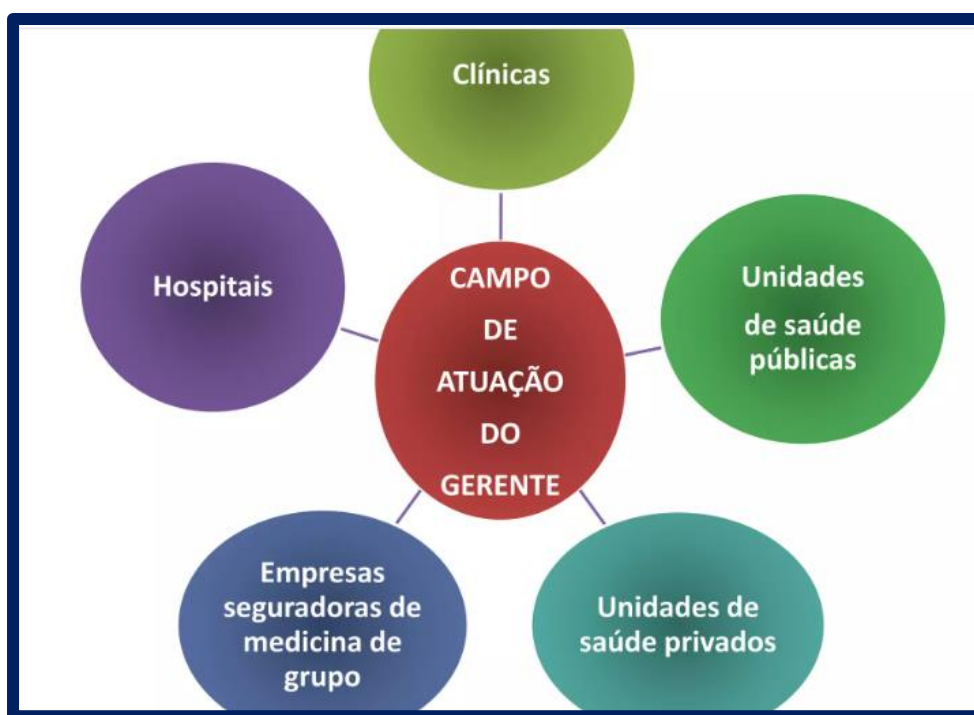 Clínicas
Hospitais
CAMPO
DE
ATUAÇÃO
DO
GERENTE
Unidades
de saúde
públicas
Empresas
seguradoras de
medicina de
grupo
Unidades de
saúde privados